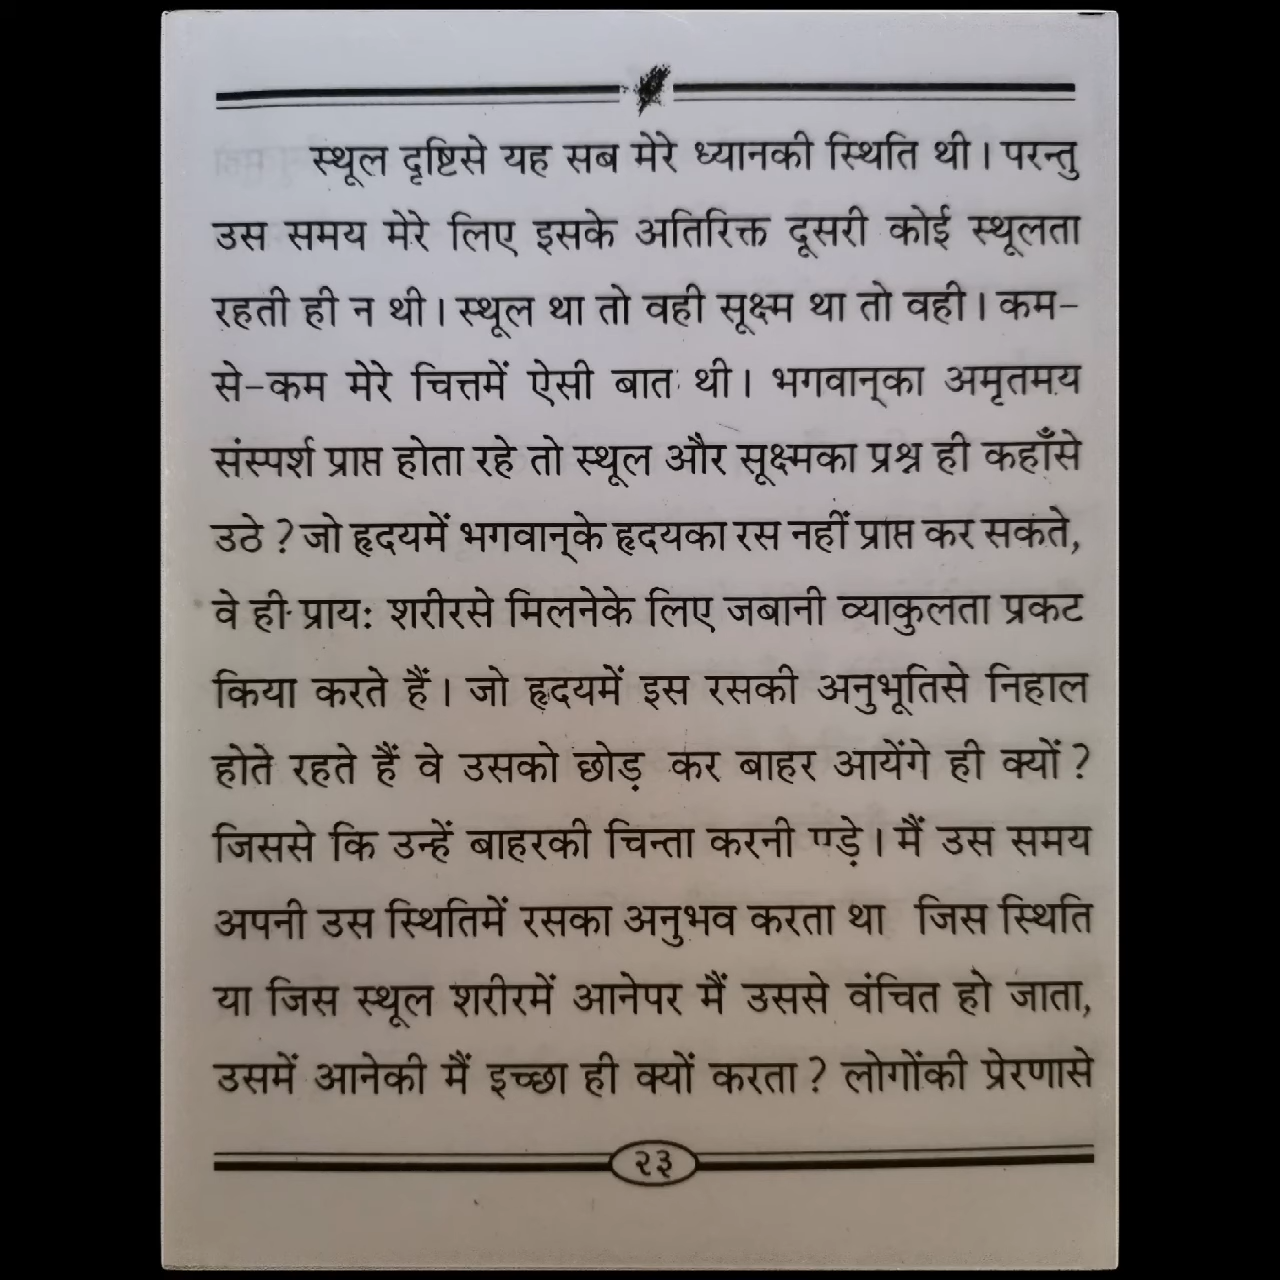 स्थूल दृष्टिसे यह सब मेरे ध्यानकी स्थिति थी। परन्तु
उस समय मेरे लिए इसके अतिरिक्त दूसरी कोई स्थूलता
रहती ही न थी। स्थूल था तो वही सूक्ष्म था तो वही। कम-
से-कम मेरे चित्तमें ऐसी बात थी। भगवान्‌का अमृतमय
संस्पर्श प्राप्त होता रहे तो स्थूल और सूक्ष्मका प्रश्न ही कहाँसे
उठे ? जो हृदयमें भगवान्‌के हृदयका रस नहीं प्राप्त कर सकते,
वे ही प्राय: शरीरसे मिलनेके लिए जबानी व्याकुलता प्रकट
किया करते हैं। जो हृदयमें इस रसकी अनुभूतिसे निहाल
होते रहते हैं वे उसको छोड़ कर बाहर आयेंगे ही क्यों ?
जिससे कि उन्हें बाहरकी चिन्ता करनी पड़े। मैं उस समय
अपनी उस स्थितिमें रसका अनुभव करता था जिस स्थिति
या जिस स्थूल शरीरमें आनेपर मैं उससे वंचित हो जाता,
उसमें आनेकी मैं इच्छा ही क्यों करता ? लोगोंकी प्रेरणासे
२३